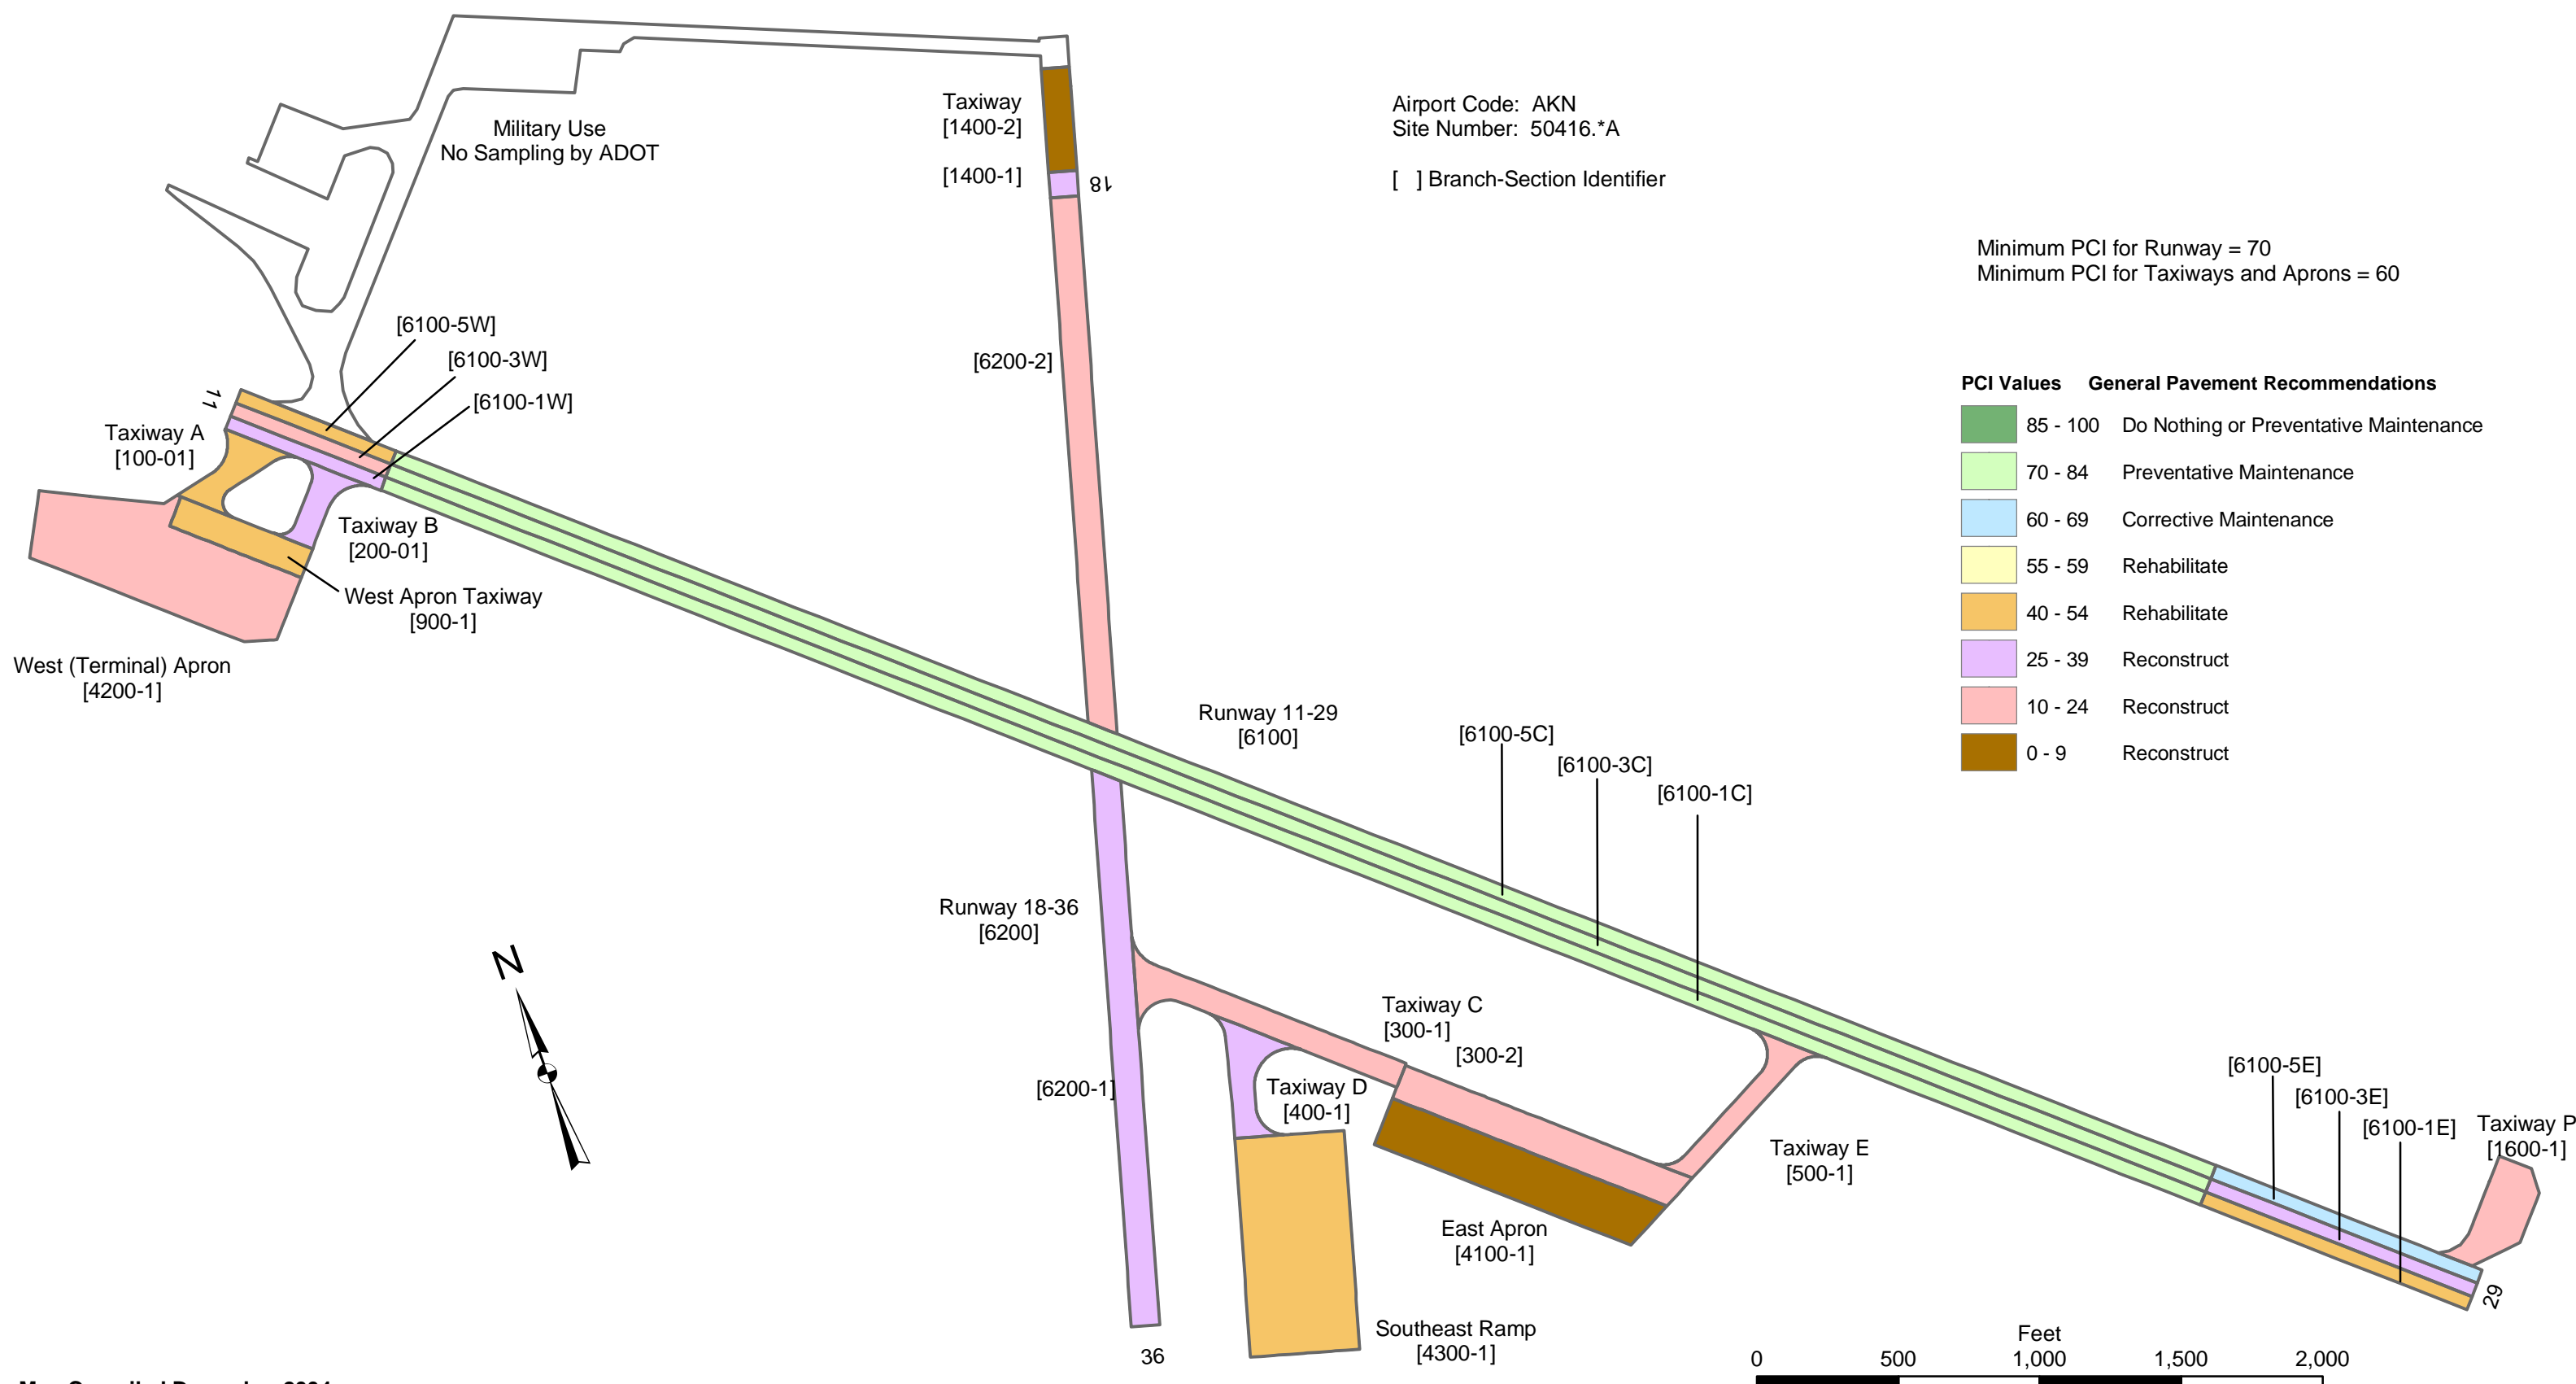 Taxiway
[1400-2]
Airport Code:  AKN
Site Number:  50416.*A
Military Use
No Sampling by ADOT
[1400-1]
18
[   ] Branch-Section Identifier
Minimum PCI for Runway = 70
Minimum PCI for Taxiways and Aprons = 60
[6100-5W]
[6100-3W]
[6200-2]
[6100-1W]
11
PCI Values   General Pavement Recommendations
85 - 100   Do Nothing or Preventative Maintenance
70 - 84   Preventative Maintenance
60 - 69   Corrective Maintenance
55 - 59   Rehabilitate
40 - 54   Rehabilitate
25 - 39   Reconstruct
10 - 24   Reconstruct
0 - 9   Reconstruct
Taxiway A
[100-01]
Taxiway B
[200-01]
West Apron Taxiway
[900-1]
West (Terminal) Apron
[4200-1]
Runway 11-29
[6100]
[6100-5C]
[6100-3C]
[6100-1C]
Runway 18-36
[6200]
N
Taxiway C
[300-1]
[300-2]
[6200-1]
Taxiway D
[400-1]
[6100-5E]
[6100-3E]
[6100-1E]
Taxiway P
[1600-1]
Taxiway E
[500-1]
East Apron
[4100-1]
29
Southeast Ramp
[4300-1]
36
Feet
0   500   1,000   1,500   2,000